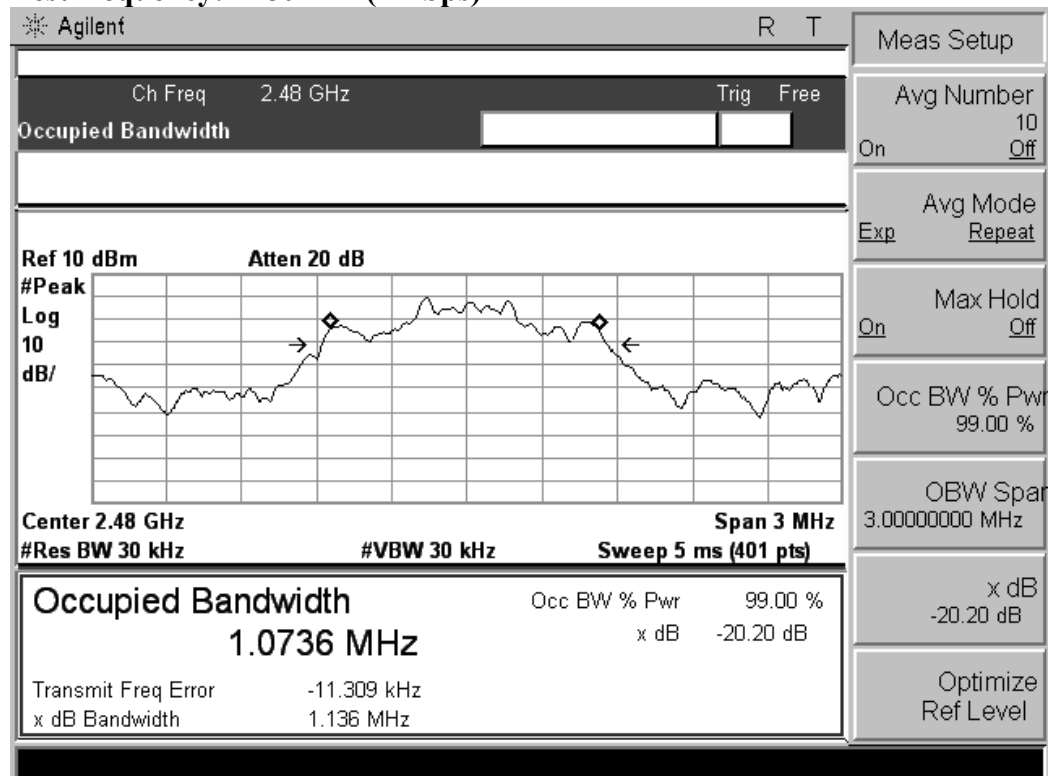 Agilent R T
Ch Freq 2.48 GHz Trig Free
Occupied Bandwidth
Ref 10 dBm Atten 20 dB
#Peak
Log
10
dB/
Center 2.48 GHz Span 3 MHz
#Res BW 30 kHz #VBW 30 kHz Sweep 5 ms (401 pts)
Occupied Bandwidth Occ BW % Pwr 99.00 %
1.0736 MHz x dB -20.20 dB
Transmit Freq Error -11.309 kHz
x dB Bandwidth 1.136 MHz
Meas Setup
Avg Number
10
On Off
Avg Mode
Exp Repeat
Max Hold
On Off
Occ BW % Pwr
99.00 %
OBW Span
3.00000000 MHz
x dB
-20.20 dB
Optimize
Ref Level